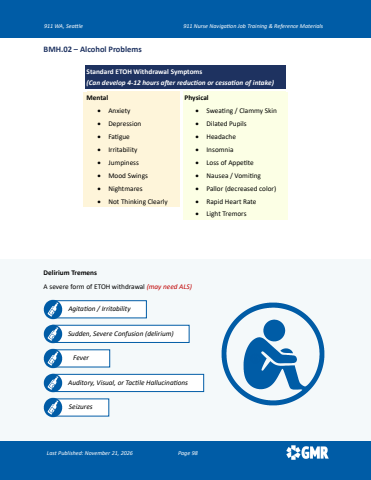 911 WA, Seattle
911 Nurse Navigation Job Training & Reference Materials
BMH.02 – Alcohol Problems
Standard ETOH Withdrawal Symptoms
(Can develop 4-12 hours after reduction or cessation of intake)
Mental
• Anxiety
• Depression
• Fatigue
• Irritability
• Jumpiness
• Mood Swings
• Nightmares
• Not Thinking Clearly
Physical
• Sweating / Clammy Skin
• Dilated Pupils
• Headache
• Insomnia
• Loss of Appetite
• Nausea / Vomiting
• Pallor (decreased color)
• Rapid Heart Rate
• Light Tremors
Delirium Tremens
A severe form of ETOH withdrawal (may need ALS)
Agitation / Irritability
Sudden, Severe Confusion (delirium)
Fever
Auditory, Visual, or Tactile Hallucinations
Seizures
Last Published: November 21, 2026
Page 98
GMR